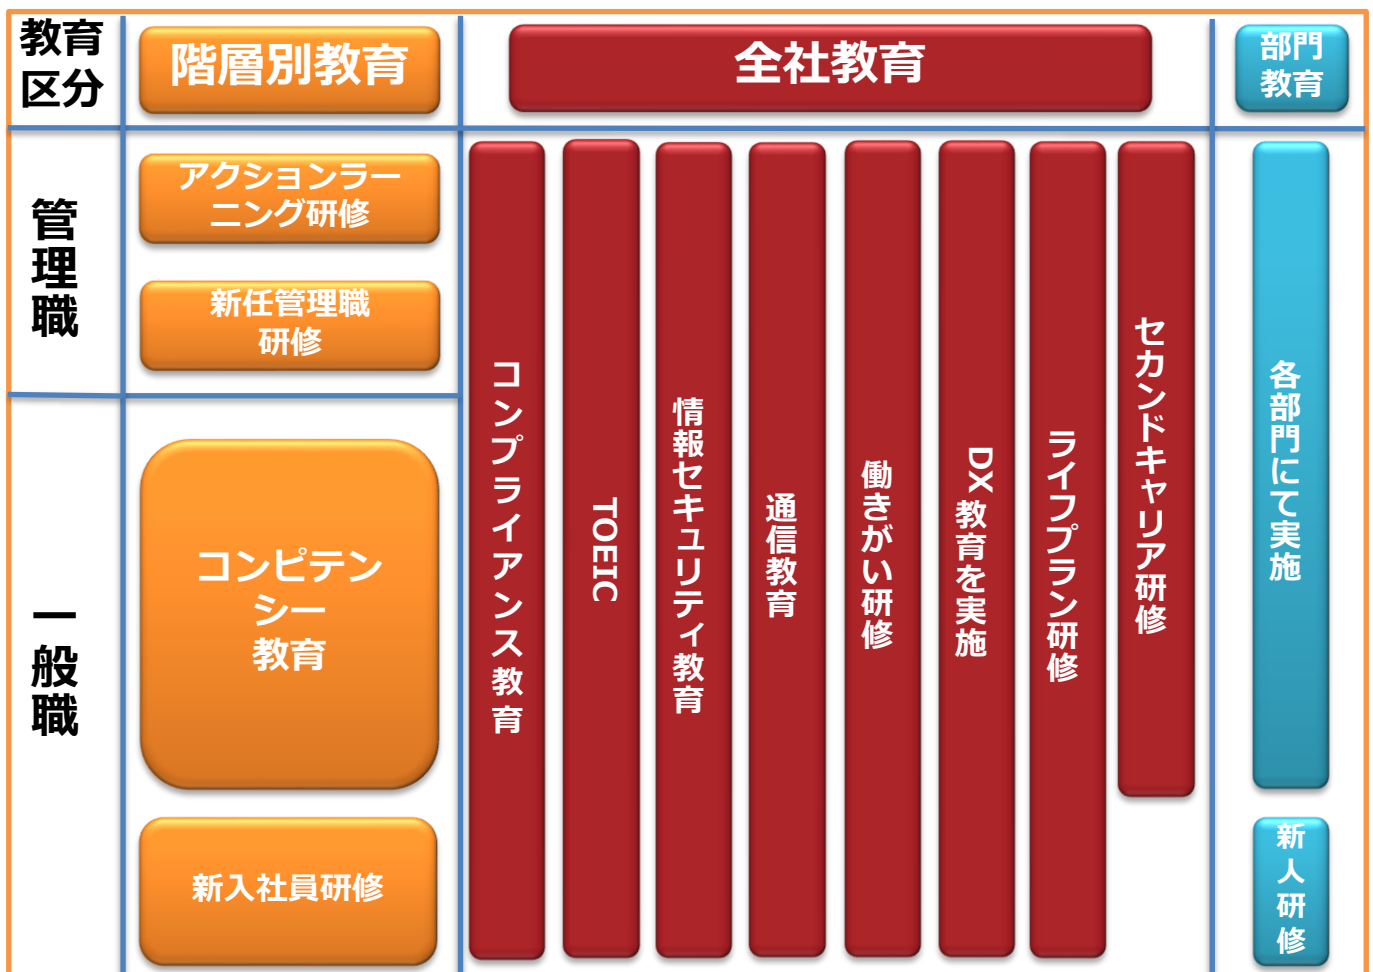 教育
区分
階層別教育
全社教育
部門
教育
管理職
アクションラー
ニング研修
新任管理職
研修
一般職
コンピテン
シー
教育
新入社員研修
コンプライアンス教育
TOEIC
情報セキュリティ教育
通信教育
働きがい研修
DX教育を実施
ライフプラン研修
セカンドキャリア研修
各部門にて実施
新人研修